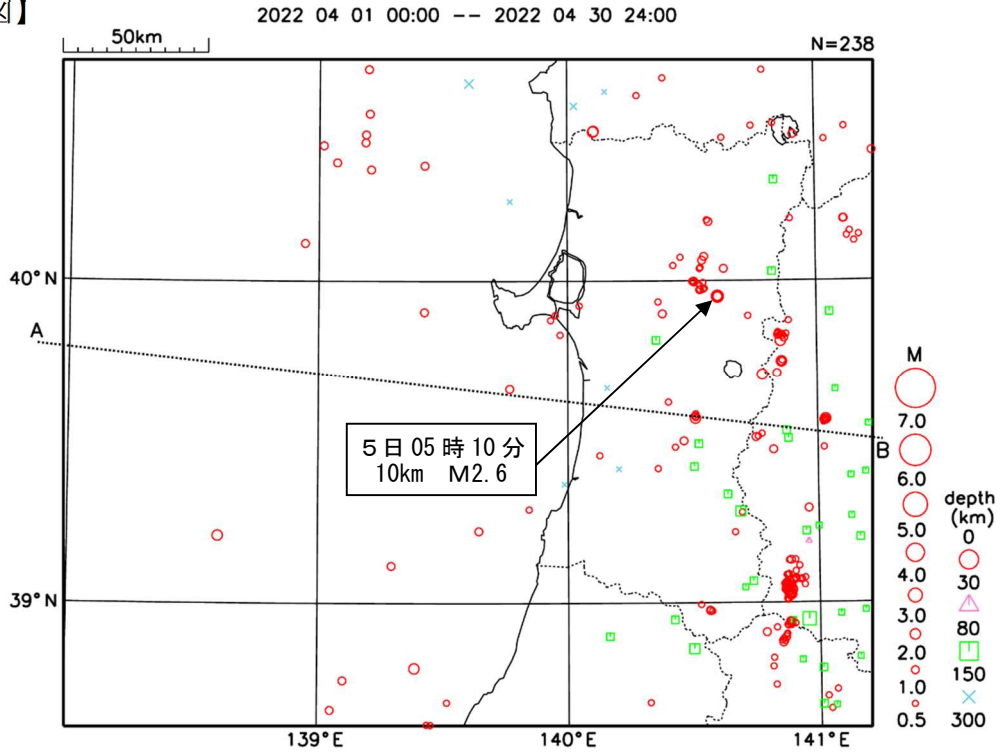 図】
2022 04 01 00:00 -- 2022 04 30 24:00
50km
N=238
40°N
A
M
7.0
B
6.0
5日05時10分
10km M2.6
depth
(km)
5.0
0
4.0
30
3.0
39°N
80
2.0
150
1.0
0.5
300
139°E
140°E
141°E